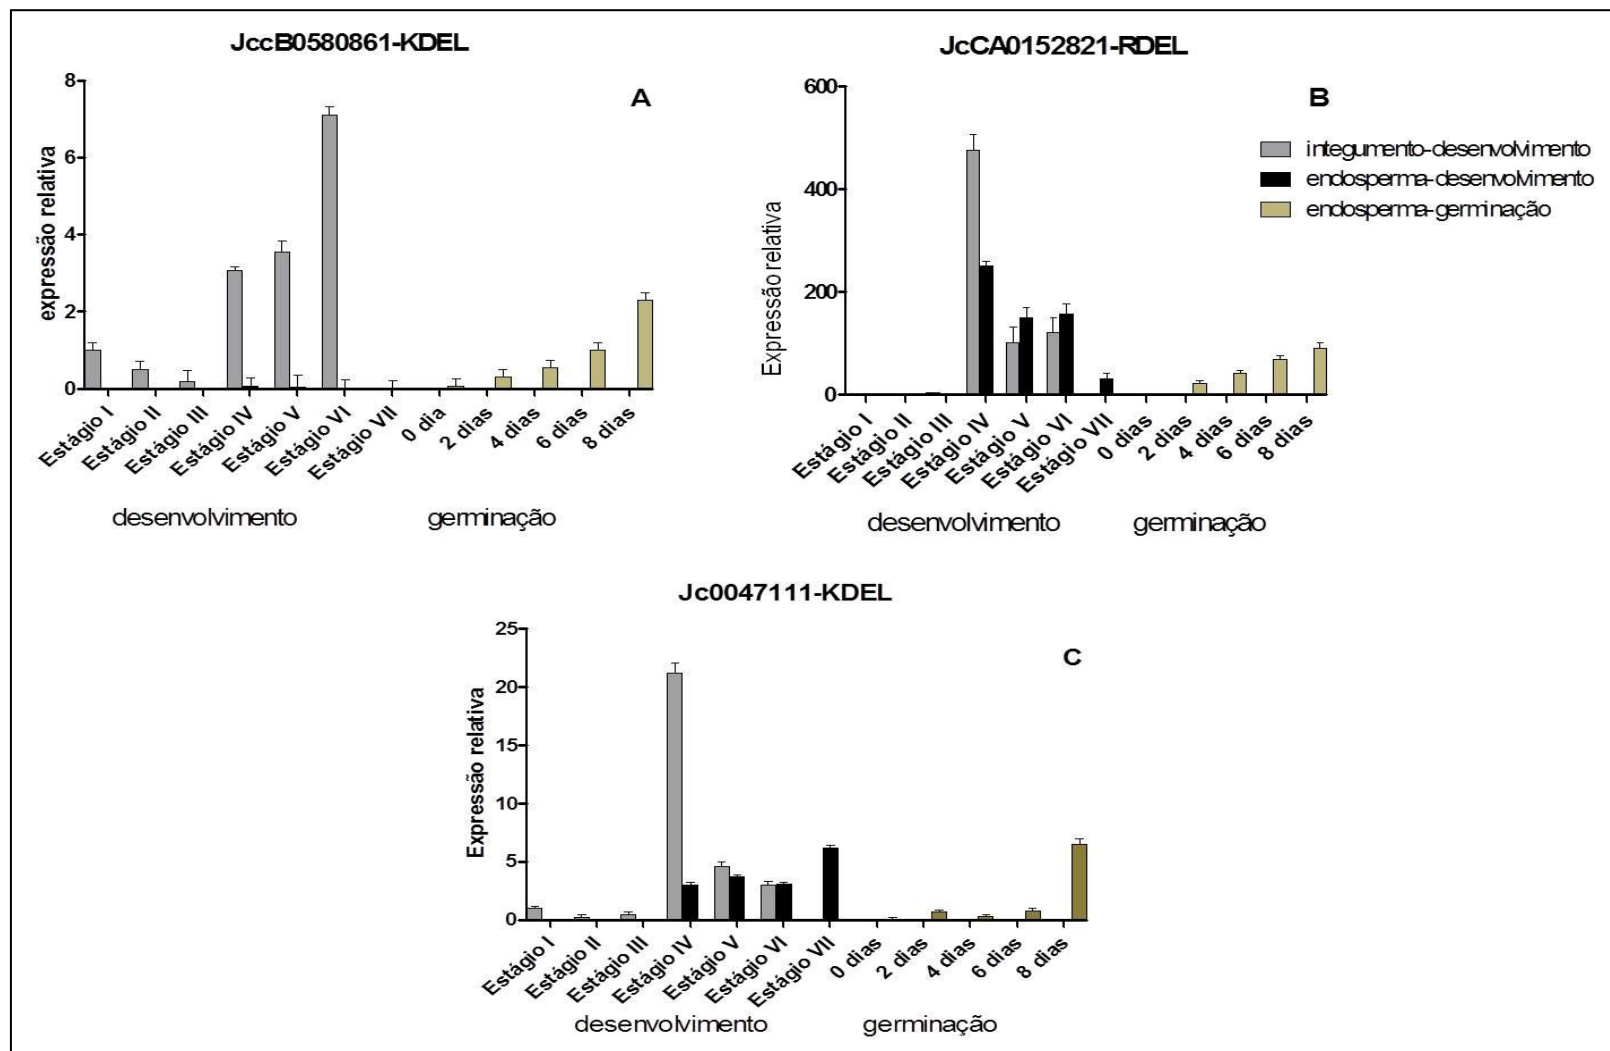 JccB0580861-KDEL
A
expressão relativa
8
6
4
2
0
Estágio I
Estágio II
Estágio III
Estágio IV
Estágio V
Estágio VI
Estágio VII
0 dia
2 dias
4 dias
6 dias
8 dias
desenvolvimento
germinação
JcCA0152821-RDEL
B
Expressão relativa
600
400
200
0
integumento-desenvolvimento
endosperma-desenvolvimento
endosperma-germinação
Estágio I
Estágio II
Estágio III
Estágio IV
Estágio V
Estágio VI
Estágio VII
0 dias
2 dias
4 dias
6 dias
8 dias
desenvolvimento
germinação
Jc0047111-KDEL
C
Expressão relativa
25
20
15
10
5
0
Estágio I
Estágio II
Estágio III
Estágio IV
Estágio V
Estágio VI
Estágio VII
0 dias
2 dias
4 dias
6 dias
8 dias
desenvolvimento
germinação